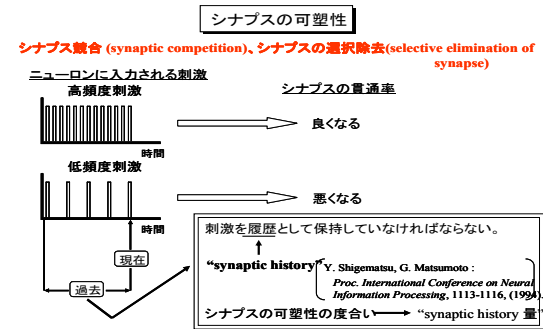 シナプスの可塑性
シナプス競合 (synaptic competition)、シナプスの選択除去(selective elimination of
synapse)
ニューロンに入力される刺激
高頻度刺激
シナプスの貫通率
良くなる
時間
低頻度刺激
悪くなる
時間
現在
過去
刺激を履歴として保持していなければならない。
“synaptic history”
Y. Shigematsu, G. Matsumoto :
Proc. International Conference on Neural
Information Processing, 1113-1116, (1994).
シナプスの可塑性の度合い
“synaptic history 量”